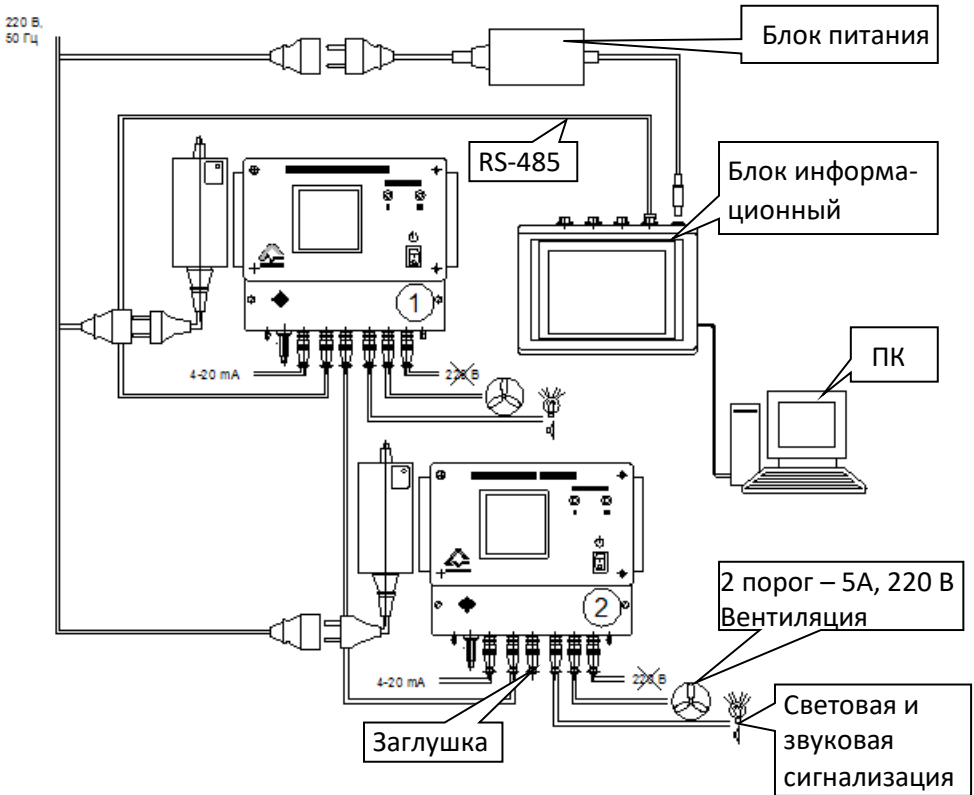 220 В,
50 Гц
Блок питания
RS-485
Блок информа-
ционный
1
4-20 mA
220 В
ПК
2
2 порог – 5А, 220 В
Вентиляция
4-20 mA
220 В
Заглушка
Световая и
звуковая
сигнализация